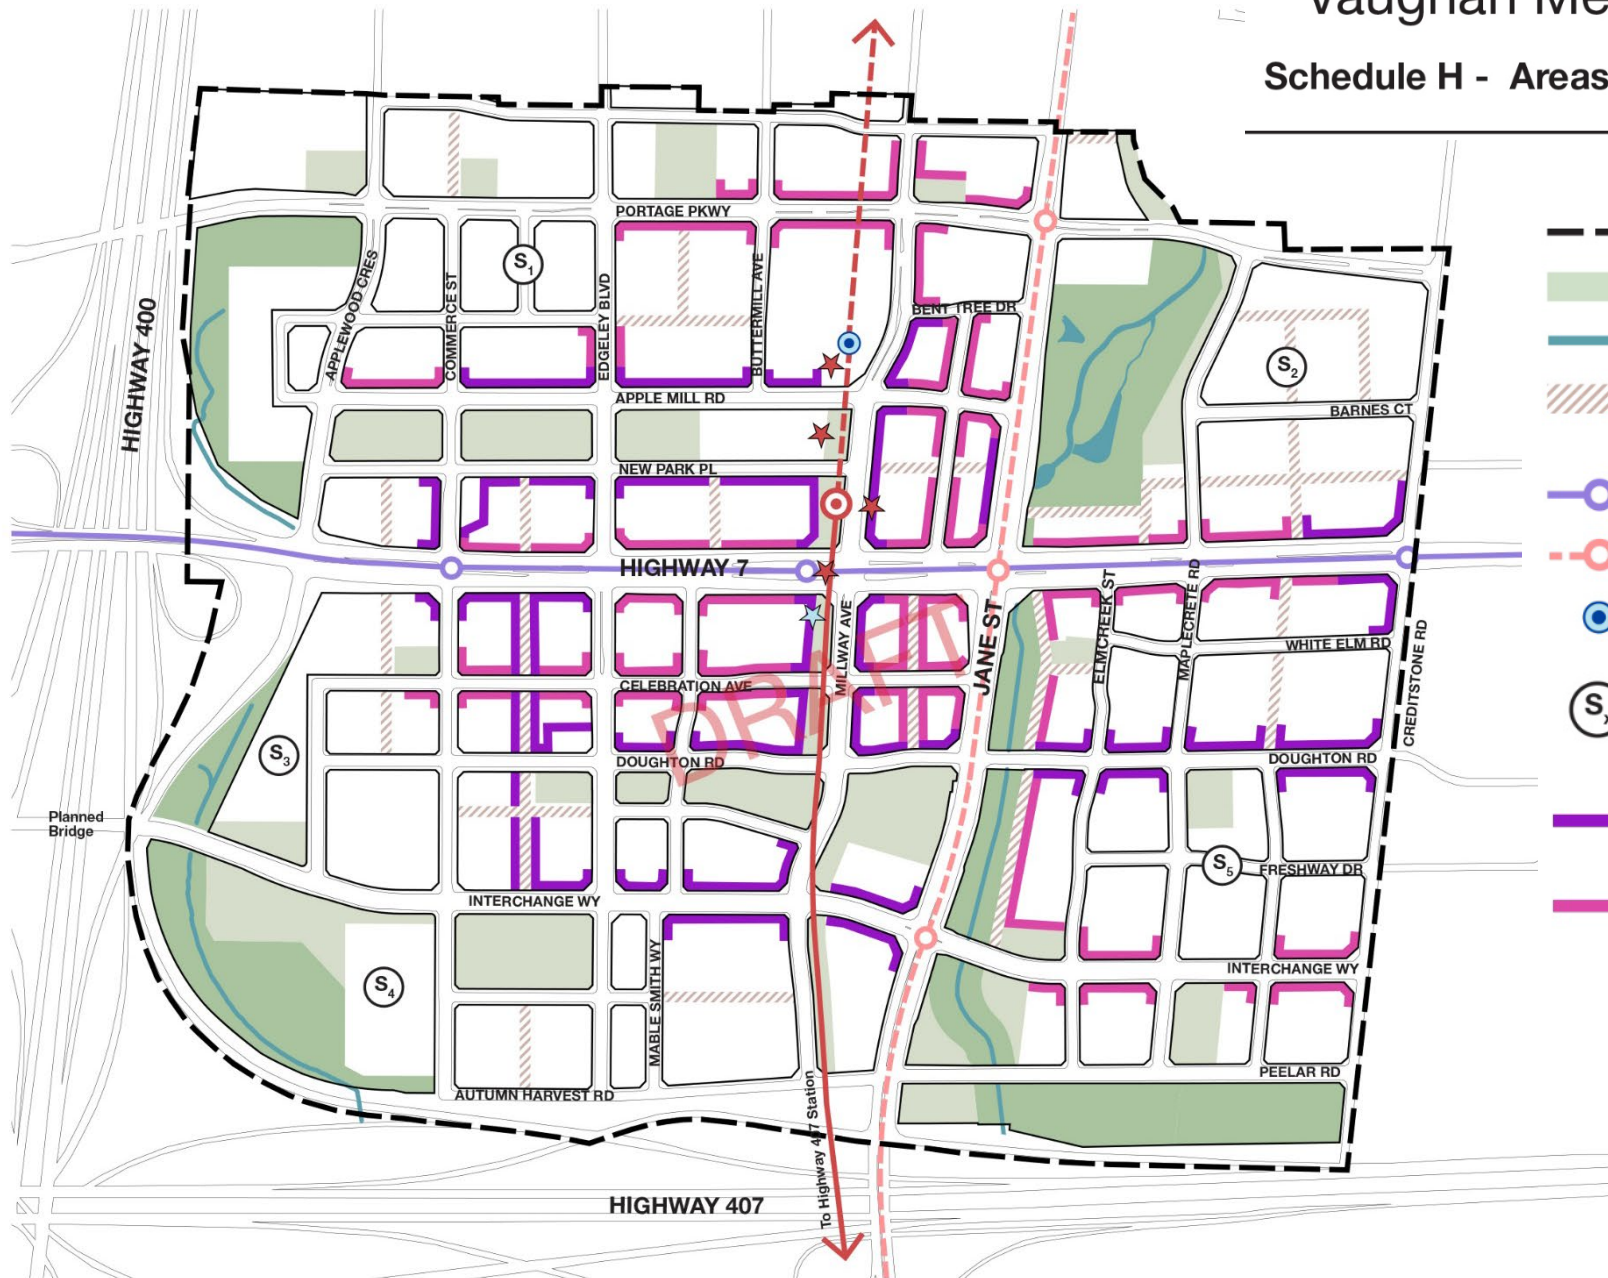 Vaughan Me
Schedule H - Areas
PORTAGE PKWY
S1
APPLEWOOD CRES
COMMERCE ST
EDGELEY BLVD
BUTTERMILL AVE
BENT TREE DR
HIGHWAY 400
S2
APPLE MILL RD
BARNES CT
NEW PARK PL
HIGHWAY 7
JANE ST
MILLWAY AVE
ELMCREEK ST
MAPLECRETE RD
WHITE ELM RD
CREDITSTONE RD
CELEBRATION AVE
DRAFT
S3
DOUGHTON RD
DOUGHTON RD
Planned
Bridge
S5
FRESHWAY DR
INTERCHANGE WY
MABLE SMITH WY
INTERCHANGE WY
S4
PEELAR RD
AUTUMN HARVEST RD
To Highway 407 Station
HIGHWAY 407
Sx